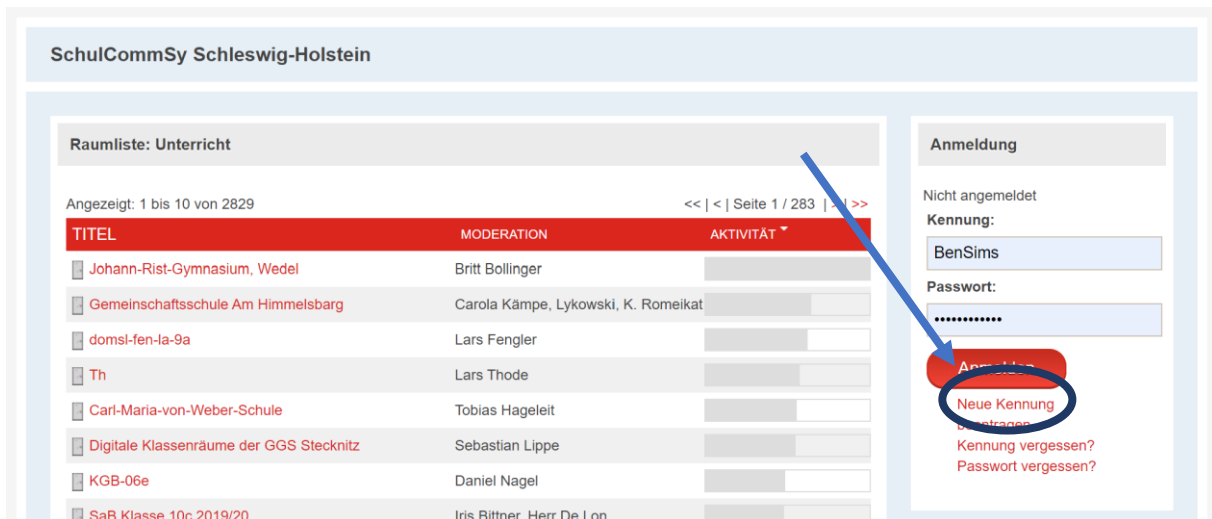 SchulCommSy Schleswig-Holstein
Raumliste: Unterricht
Angezeigt: 1 bis 10 von 2829 << | < | Seite 1 / 283 | > | >>
TITEL MODERATION AKTIVITÄT
Johann-Rist-Gymnasium, Wedel Britt Bollinger
Gemeinschaftsschule Am Himmelsbarg Carola Kämpe, Lykowski, K. Romeikat
domsl-fen-la-9a Lars Fengler
Th Lars Thode
Carl-Maria-von-Weber-Schule Tobias Hageleit
Digitale Klassenräume der GGS Stecknitz Sebastian Lippe
KGB-06e Daniel Nagel
SaB Klasse 10c 2019/20 Iris Bittner, Herr De Lon
Anmeldung
Nicht angemeldet
Kennung:
BenSims
Passwort:
••••••••••••
Anmelden
Neue Kennung
beantragen
Kennung vergessen?
Passwort vergessen?